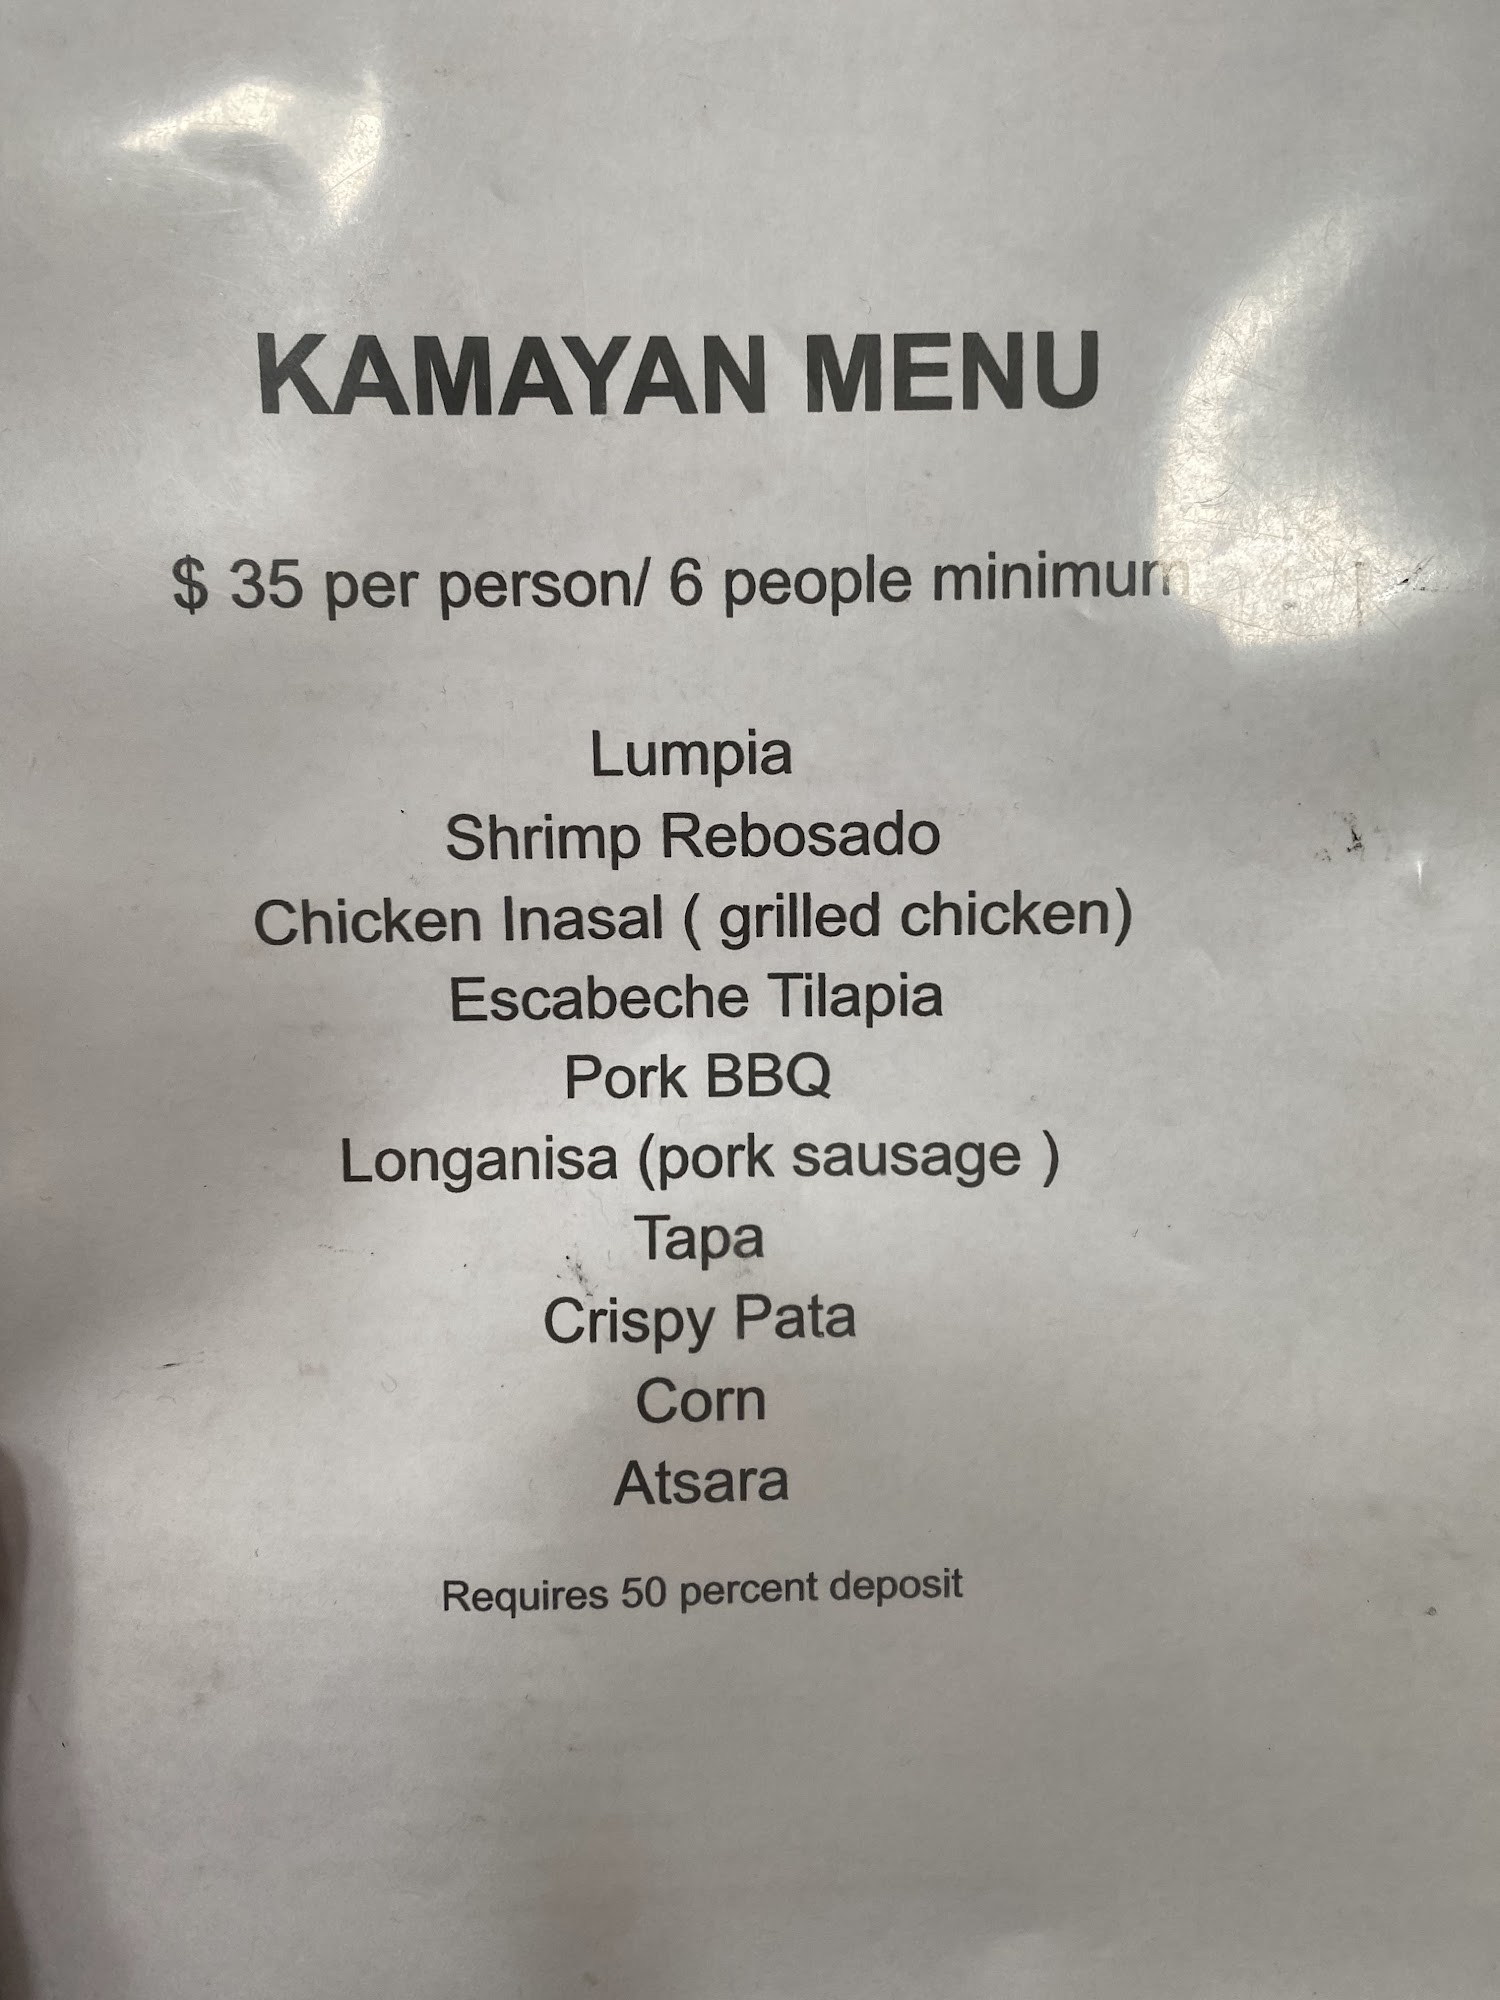 KAMAYAN MENU
$ 35 per person/ 6 people minimum
Lumpia
Shrimp Rebosado
Chicken Inasal ( grilled chicken)
Escabeche Tilapia
Pork BBQ
Longanisa (pork sausage )
Tapa
Crispy Pata
Corn
Atsara
Requires 50 percent deposit